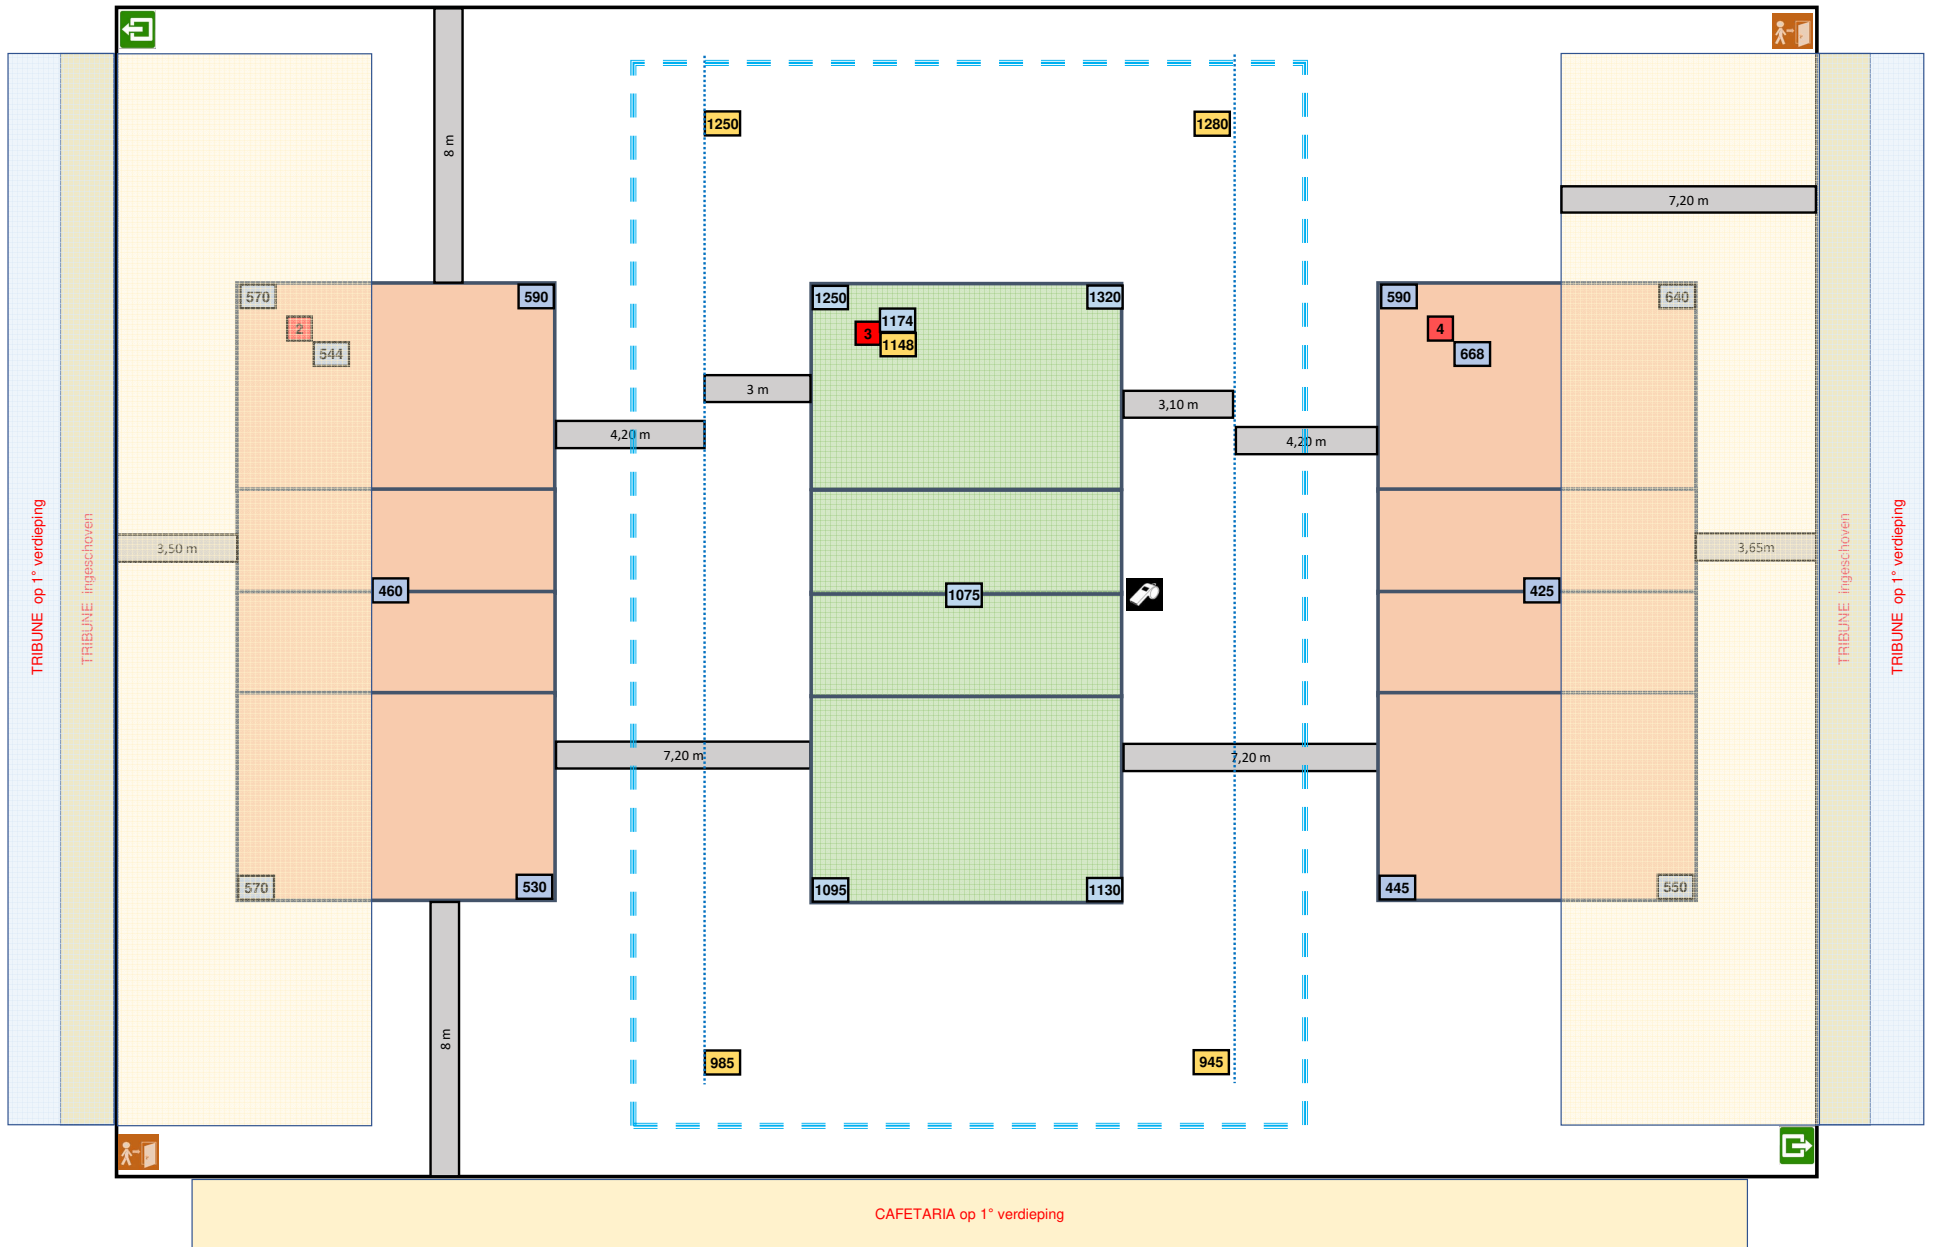 8 m
1250
1280
7,20 m
570
590
1250
1320
590
640
2
544
3
1174
1148
4
668
3 m
3,10 m
4,20 m
4,20 m
TRIBUNE op 1° verdieping
TRIBUNE ingeschoven
3,50 m
3,65m
TRIBUNE ingeschoven
TRIBUNE op 1° verdieping
460
1075
425
7,20 m
7,20 m
570
530
1095
1130
445
550
8 m
985
945
CAFETARIA op 1° verdieping